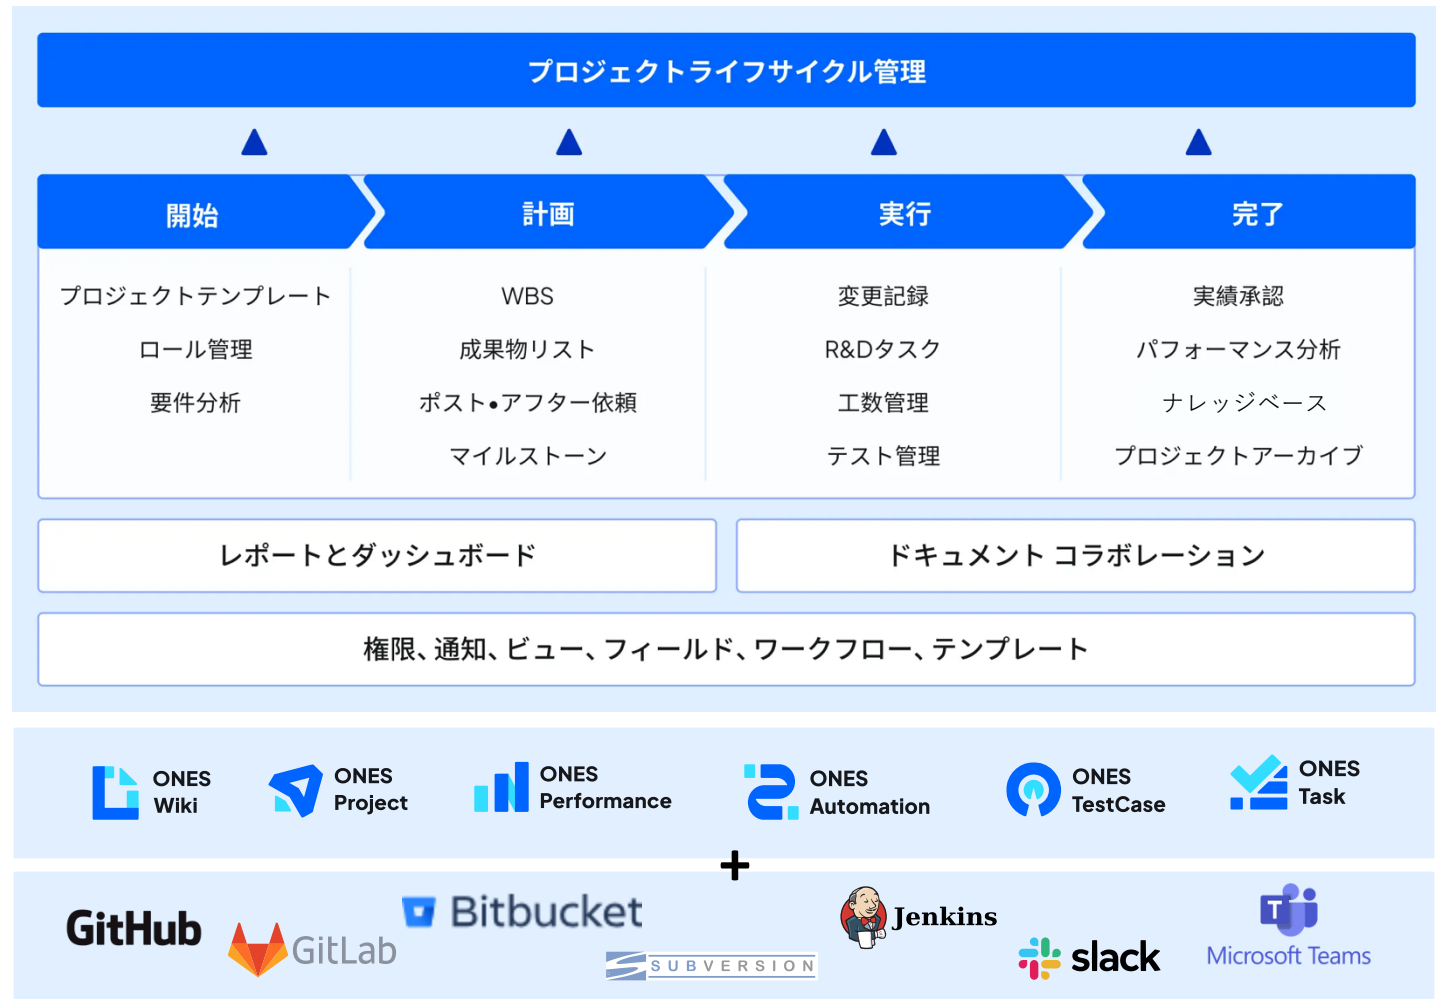 プロジェクトライフサイクル管理
開始
計画
実行
完了
プロジェクトテンプレート
ロール管理
要件分析
WBS
成果物リスト
ポスト•アフター依頼
マイルストーン
変更記録
R&Dタスク
工数管理
テスト管理
実績承認
パフォーマンス分析
ナレッジベース
プロジェクトアーカイブ
レポートとダッシュボード
ドキュメント コラボレーション
権限、通知、ビュー、フィールド、ワークフロー、テンプレート
ONES
Wiki
ONES
Project
ONES
Performance
ONES
Automation
ONES
TestCase
ONES
Task
+
GitHub
GitLab
Bitbucket
SUBVERSION
Jenkins
slack
T
Microsoft Teams